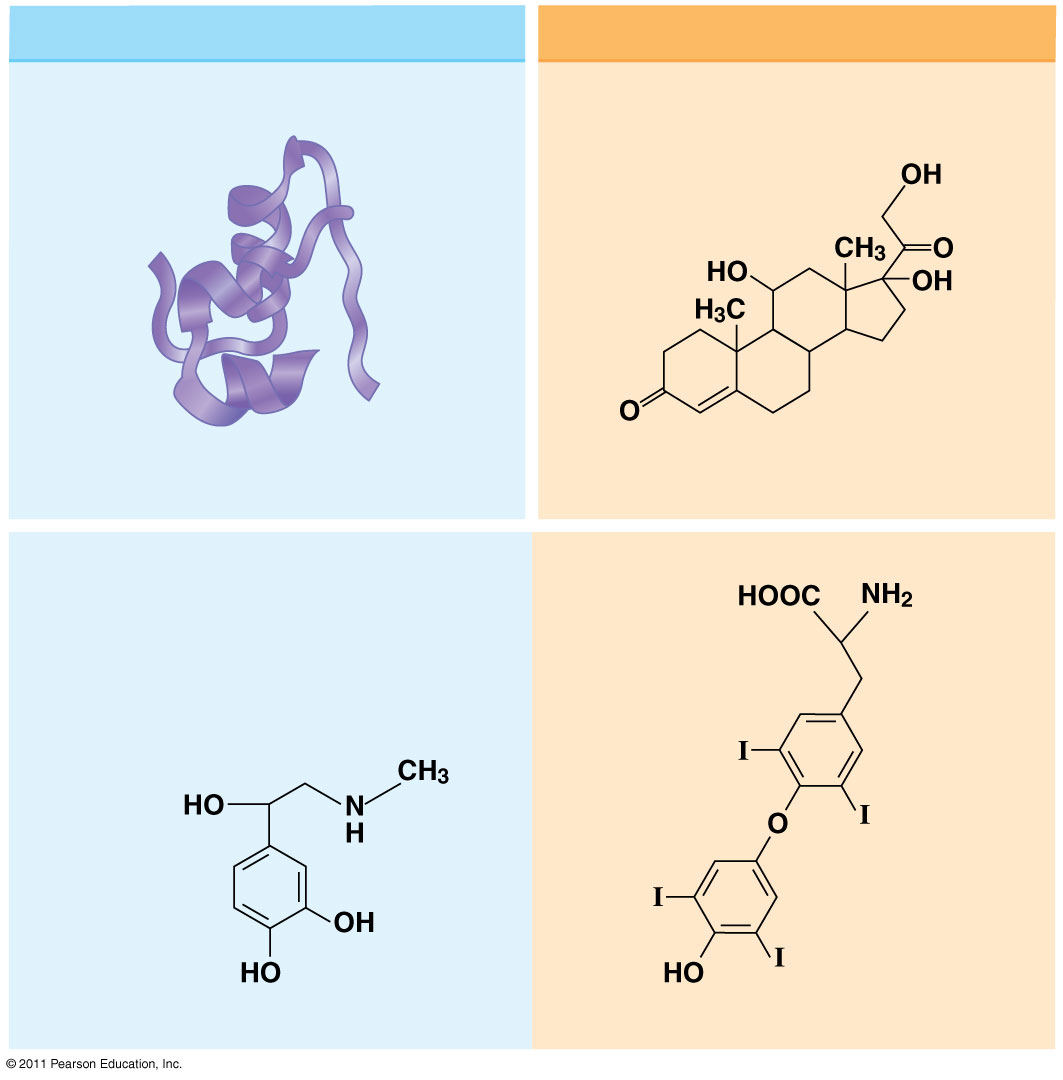 OH
CH3
O
HO
OH
H3C
O
HOOC
NH2
I
I
O
I
I
HO
CH3
HO
N
H
OH
HO
© 2011 Pearson Education, Inc.